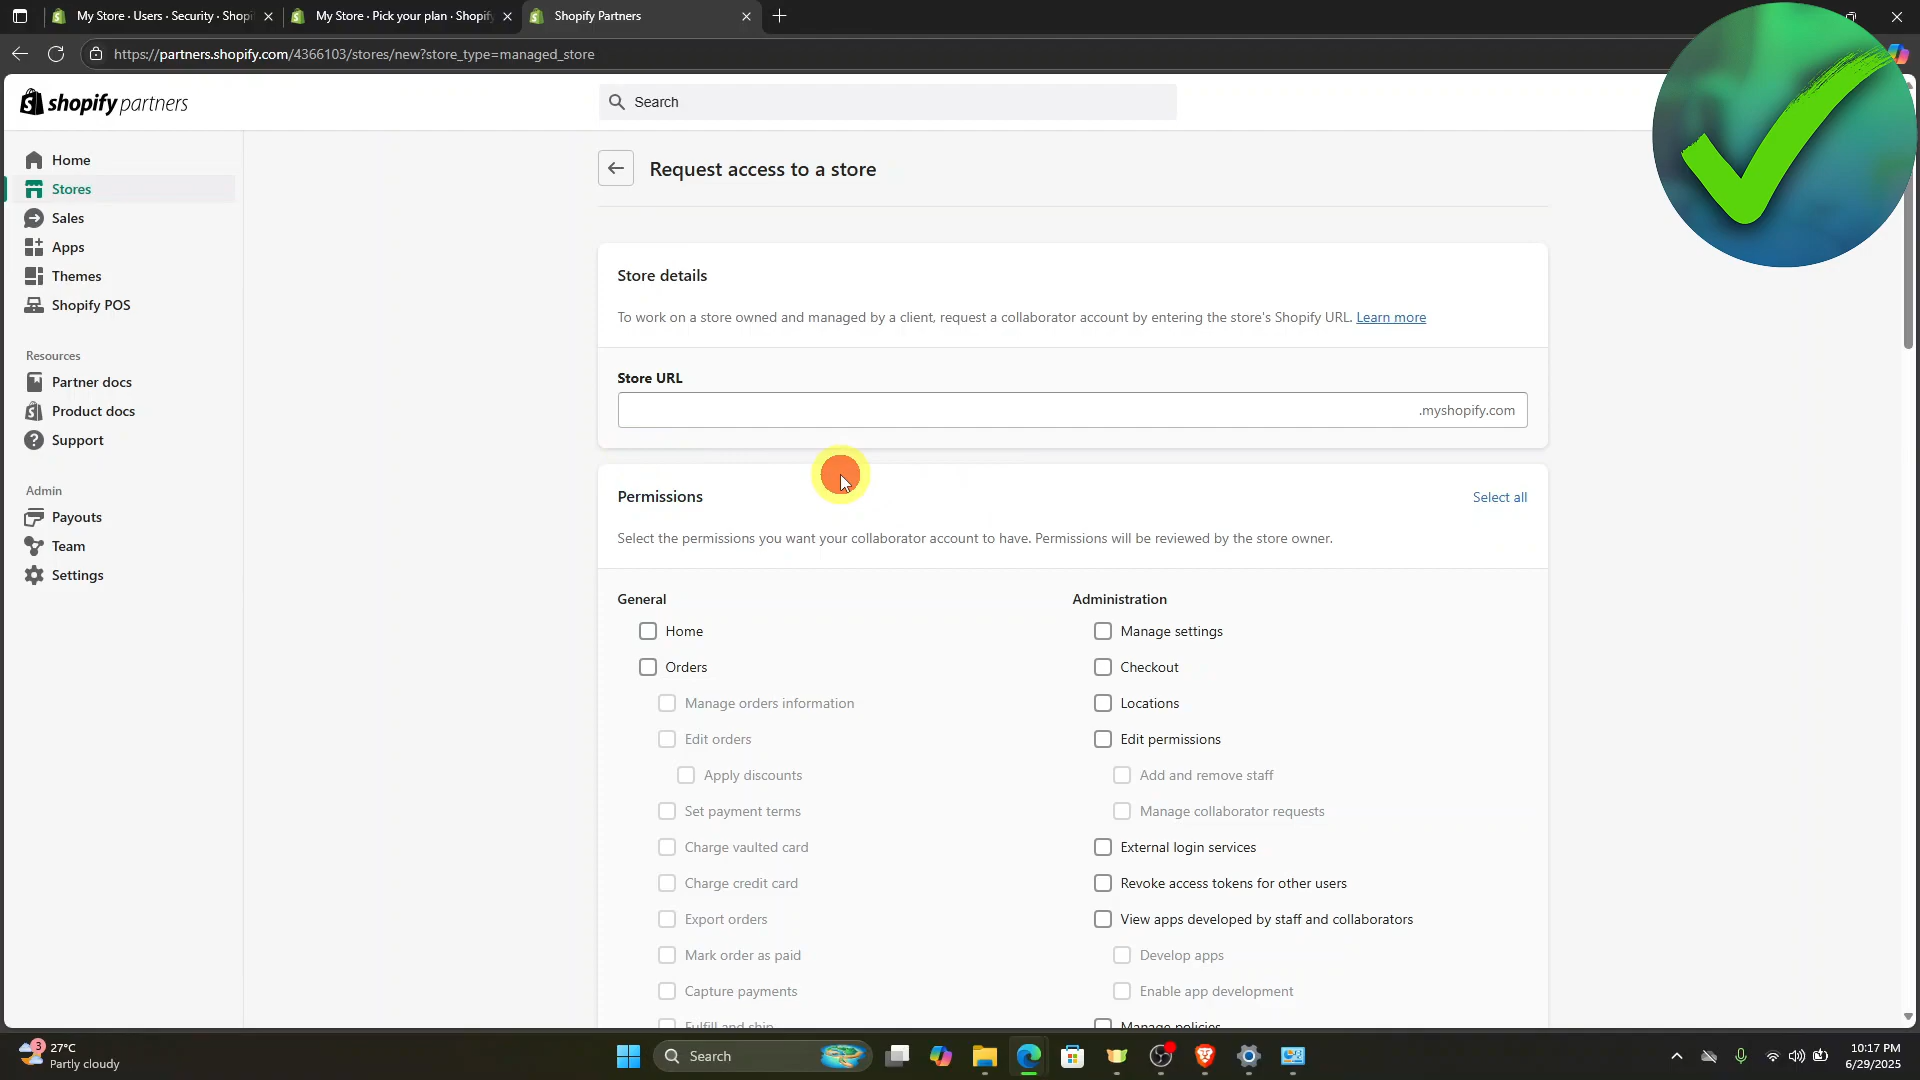 My Store · Users · Security · Shopi
My Store · Pick your plan · Shopify
Shopify Partners
https://partners.shopify.com/4366103/stores/new?store_type=managed_store
shopify partners
Search
Home
Stores
Sales
Apps
Themes
Shopify POS
Resources
Partner docs
Product docs
Support
Admin
Payouts
Team
Settings
Request access to a store
Store details
To work on a store owned and managed by a client, request a collaborator account by entering the store's Shopify URL. Learn more
Store URL
.myshopify.com
Permissions
Select all
Select the permissions you want your collaborator account to have. Permissions will be reviewed by the store owner.
General
Home
Orders
Manage orders information
Edit orders
Apply discounts
Set payment terms
Charge vaulted card
Charge credit card
Export orders
Mark order as paid
Capture payments
Fulfill and ship
Administration
Manage settings
Checkout
Locations
Edit permissions
Add and remove staff
Manage collaborator requests
External login services
Revoke access tokens for other users
View apps developed by staff and collaborators
Develop apps
Enable app development
Manage policies
3
27°C
Partly cloudy
Search
10:17 PM
6/29/2025